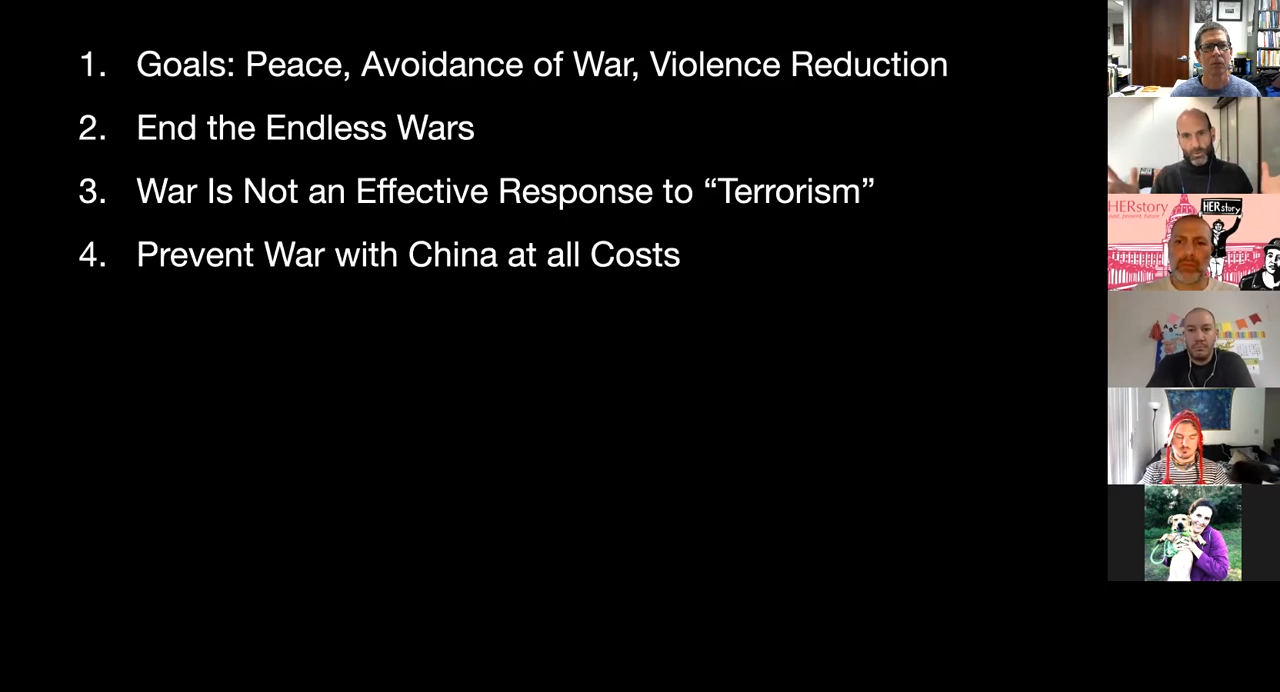 1. Goals: Peace, Avoidance of War, Violence Reduction
2. End the Endless Wars
3. War Is Not an Effective Response to “Terrorism”
4. Prevent War with China at all Costs
HERstory
HERstory